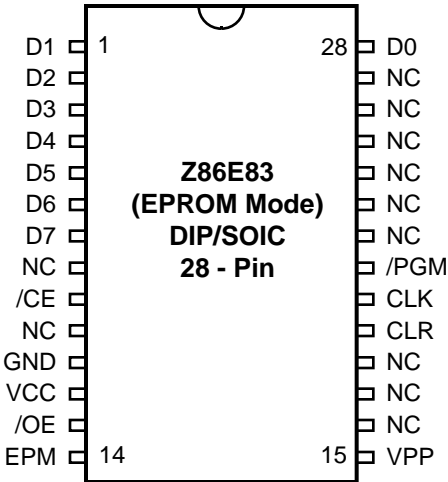 D1 1 28 D0
D2 NC
D3 NC
D4 NC
D5 Z86E83 NC
D6 (EPROM Mode) NC
D7 DIP/SOIC NC
NC 28 - Pin /PGM
/CE CLK
NC CLR
GND NC
VCC NC
/OE NC
EPM 14 15 VPP